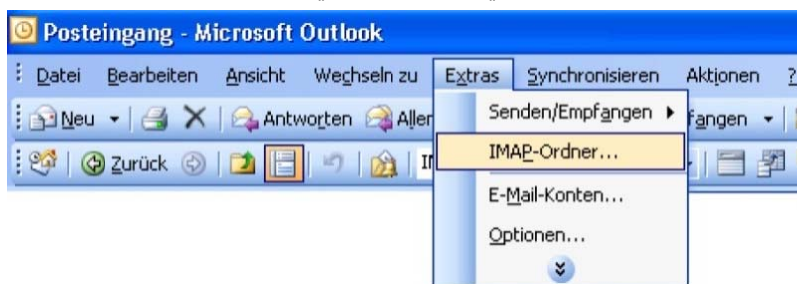 Posteingang - Microsoft Outlook
Datei Bearbeiten Ansicht Wechseln zu Extras Synchronisieren Aktionen ?
Neu Antworten Senden/Empfangen
Zurück IMAP-Ordner...
E-Mail-Konten...
Optionen...